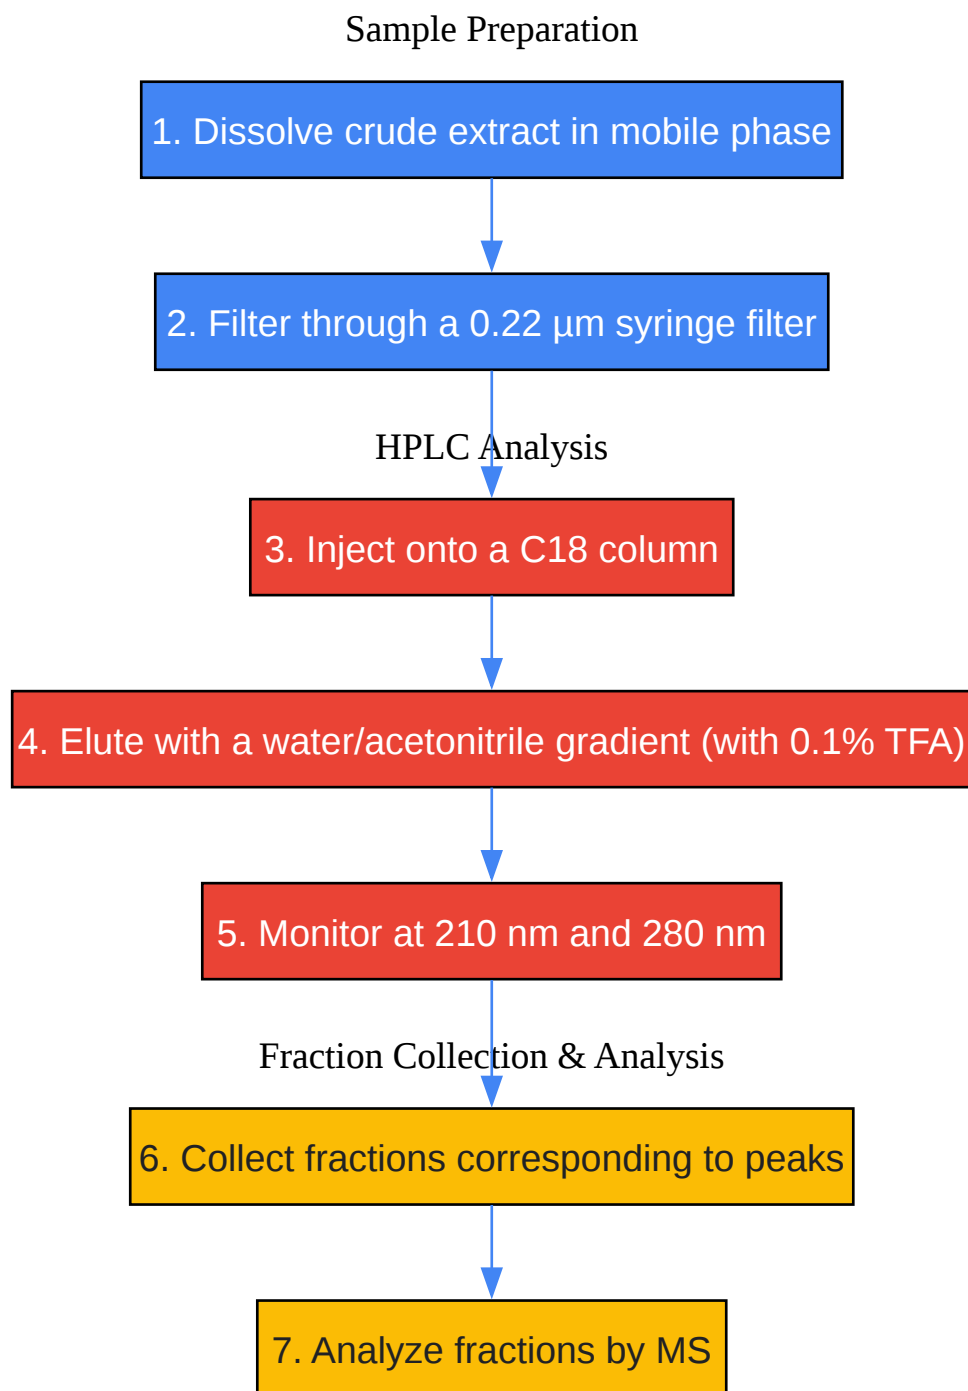 Sample Preparation
1. Dissolve crude extract in mobile phase
2. Filter through a 0.22 µm syringe filter
HPLC Analysis
3. Inject onto a C18 column
4. Elute with a water/acetonitrile gradient (with 0.1% TFA)
5. Monitor at 210 nm and 280 nm
Fraction Collection & Analysis
6. Collect fractions corresponding to peaks
7. Analyze fractions by MS